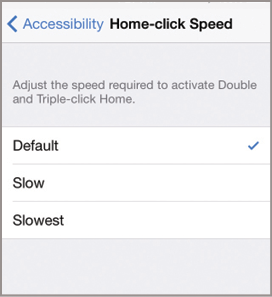 Accessibility Home-click Speed
Adjust the speed required to activate Double
and Triple-click Home.
Default
Slow
Slowest